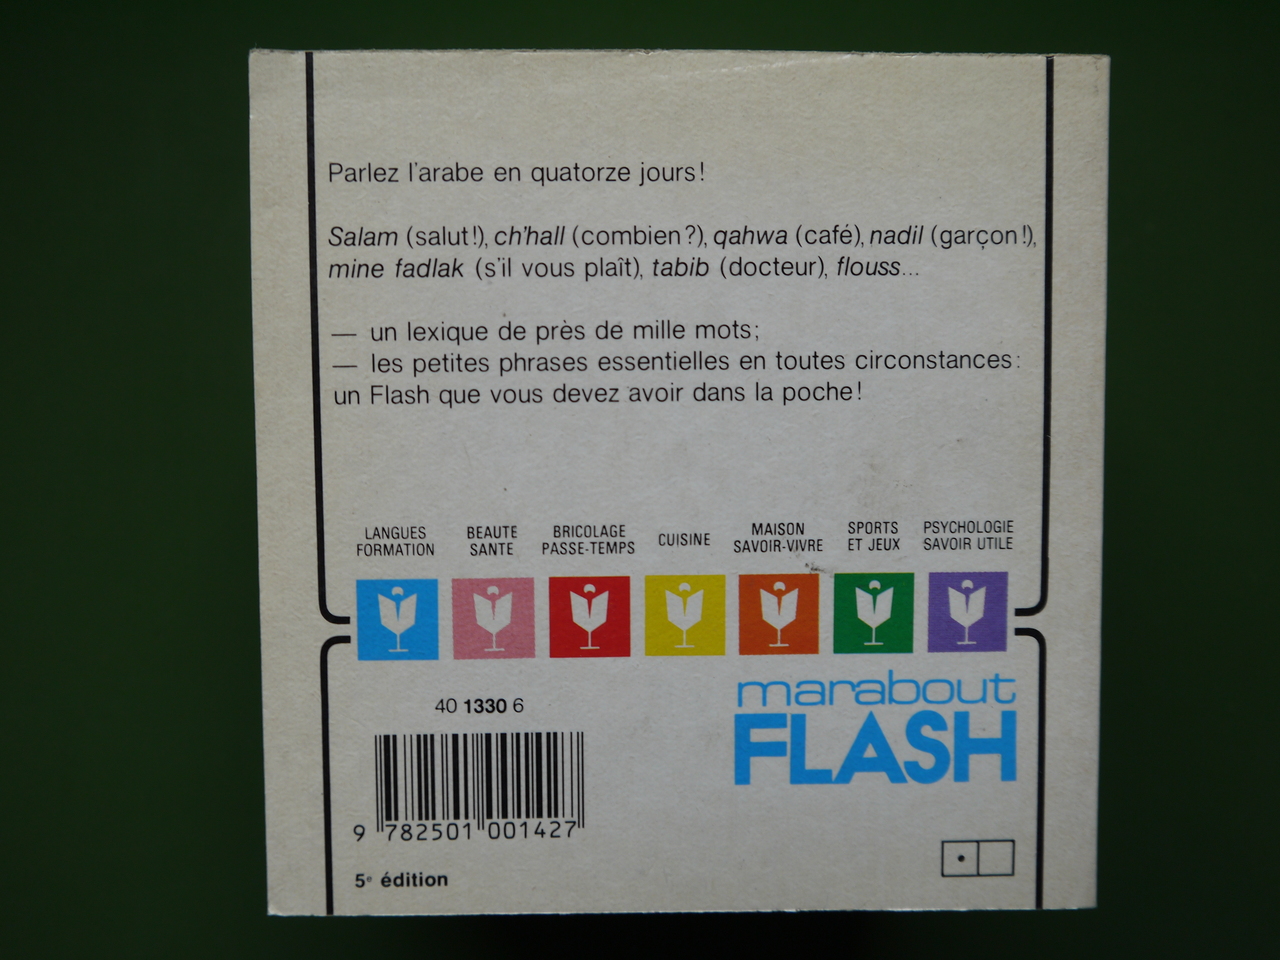 Parlez l'arabe en quatorze jours!
Salam (salut!), ch'hall (combien?), qahwa (café), nadil (garçon!),
mine fadlak (s'il vous plaît), tabib (docteur), flouss...
— un lexique de près de mille mots;
— les petites phrases essentielles en toutes circonstances:
un Flash que vous devez avoir dans la poche!
LANGUES
FORMATION
BEAUTE
SANTE
BRICOLAGE
PASSE-TEMPS
CUISINE
MAISON
SAVOIR-VIVRE
SPORTS
ET JEUX
PSYCHOLOGIE
SAVOIR UTILE
marabout
FLASH
40 1330 6
9 782501 001427
5e édition